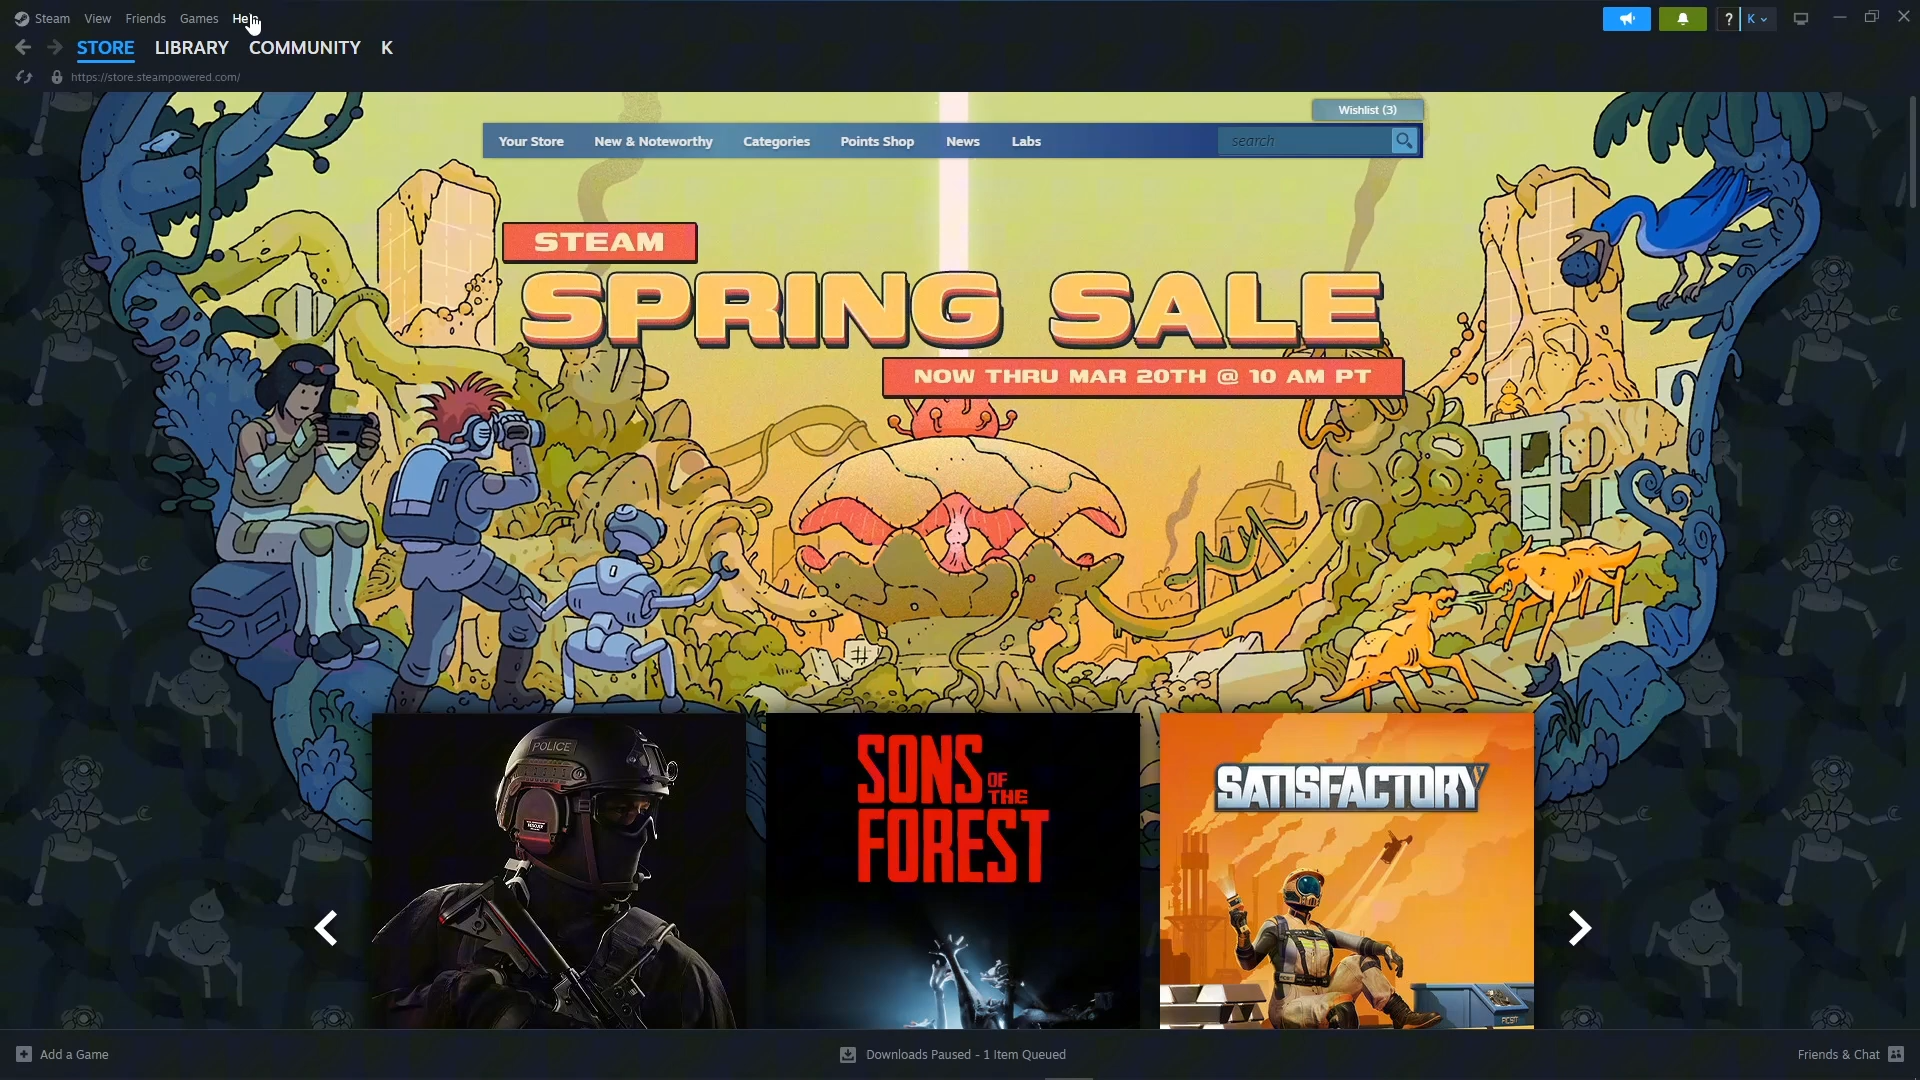 Steam View Friends Games Help
? K
STORE LIBRARY COMMUNITY K
https://store.steampowered.com/
Wishlist (3)
Your Store New & Noteworthy Categories Points Shop News Labs search
STEAM
SPRING SALE
NOW THRU MAR 20TH @ 10 AM PT
POLICE
SONS
OF
THE
FOREST
SATISFACTORY
Add a Game
Downloads Paused - 1 Item Queued
Friends & Chat